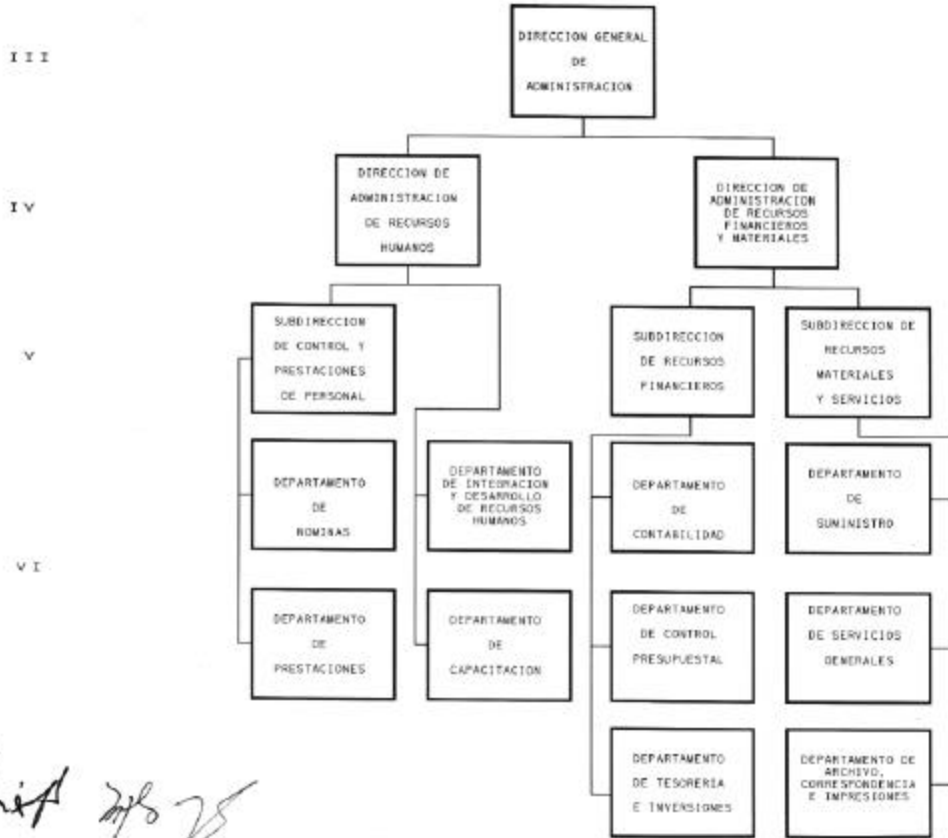 III
DIRECCION GENERAL
DE
ADMINISTRACION
IV
DIRECCION DE
ADMINISTRACION
DE RECURSOS
HUMANOS
DIRECCION DE
ADMINISTRACION
DE RECURSOS
FINANCIEROS
Y MATERIALES
V
SUBDIRECCION
DE CONTROL Y
PRESTACIONES
DE PERSONAL
SUBDIRECCION
DE RECURSOS
FINANCIEROS
SUBDIRECCION DE
RECURSOS
MATERIALES
Y SERVICIOS
VI
DEPARTAMENTO
DE
NOMINAS
DEPARTAMENTO
DE INTEGRACION
Y DESARROLLO
DE RECURSOS
HUMANOS
DEPARTAMENTO
DE
CONTABILIDAD
DEPARTAMENTO
DE
SUMINISTRO
DEPARTAMENTO
DE
PRESTACIONES
DEPARTAMENTO
DE
CAPACITACION
DEPARTAMENTO
DE CONTROL
PRESUPUESTAL
DEPARTAMENTO
DE SERVICIOS
GENERALES
DEPARTAMENTO
DE TESORERIA
E INVERSIONES
DEPARTAMENTO DE
ARCHIVO,
CORRESPONDENCIA
E IMPRESIONES